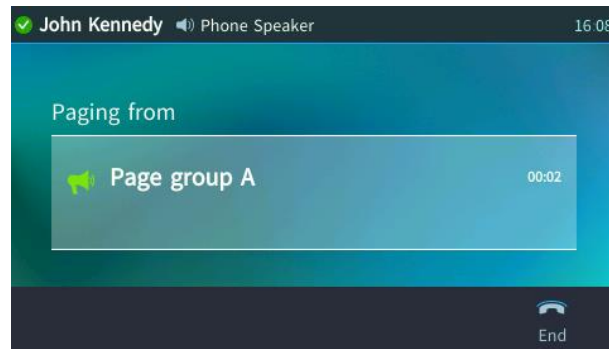 John Kennedy Phone Speaker 16:08
Paging from
Page group A 00:02
End